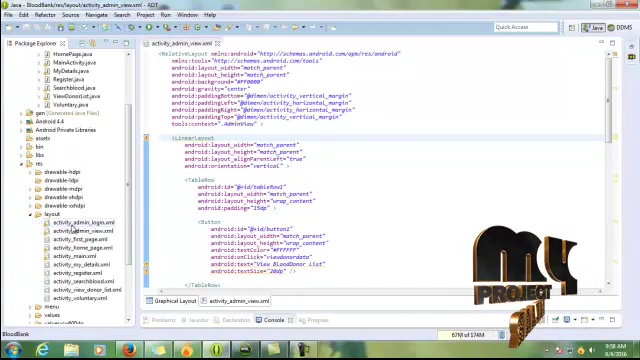 Java - BloodBank/res/layout/activity_admin_view.xml - ADT
File Edit Refactor Source Navigate Search Project Run Window Help
Quick Access
Java
DDMS
Package Explorer
HomePage.java
MainActivity.java
MyDetails.java
Register.java
Searchblood.java
ViewDonorList.java
Voluntary.java
gen [Generated Java Files]
Android 4.4
Android Private Libraries
assets
bin
libs
res
drawable-hdpi
drawable-ldpi
drawable-mdpi
drawable-xhdpi
drawable-xxhdpi
layout
activity_admin_login.xml
activity_admin_view.xml
activity_first_page.xml
activity_home_page.xml
activity_main.xml
activity_my_details.xml
activity_register.xml
activity_searchblood.xml
activity_view_donor_list.xml
activity_voluntary.xml
menu
values
values-sw600dp
activity_admin_view.xml
<RelativeLayout xmlns:android="http://schemas.android.com/apk/res/android"
xmlns:tools="http://schemas.android.com/tools"
android:layout_width="match_parent"
android:layout_height="match_parent"
android:background="#FF0000"
android:gravity="center"
android:paddingBottom="@dimen/activity_vertical_margin"
android:paddingLeft="@dimen/activity_horizontal_margin"
android:paddingRight="@dimen/activity_horizontal_margin"
android:paddingTop="@dimen/activity_vertical_margin"
tools:context=".AdminView" >
<LinearLayout
android:layout_width="match_parent"
android:layout_height="match_parent"
android:layout_alignParentLeft="true"
android:orientation="vertical" >
<TableRow
android:id="@+id/tableRow1"
android:layout_width="match_parent"
android:layout_height="wrap_content"
android:padding="15dp"
<Button
android:id="@+id/button1"
android:layout_width="match_parent"
android:layout_height="wrap_content"
android:textColor="#FFFFFF"
android:onClick="viewdonordata"
android:text="View BLoodDonor list"
android:textSize="20dp" />
</TableRow>
Graphical Layout
activity_admin_view.xml
Problems
Javadoc
Declaration
Console
Progress
BloodBank
67M of 174M
MY
PROJECT
9:58 AM
8/4/2016